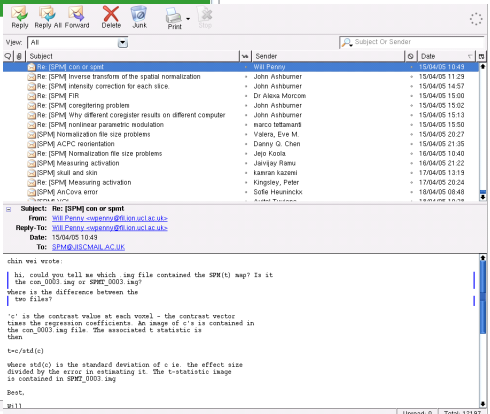 Reply Reply All Forward Delete Junk Print Stop
View: All Subject Or Sender
Subject Sender Date
Re: [SPM] con or spmt Will Penny 15/04/05 10:49
Re: [SPM] Inverse transform of the spatial normalization John Ashburner 15/04/05 11:29
Re: [SPM] intensity correction for each slice. John Ashburner 15/04/05 14:57
Re: [SPM] FIR Dr Alexa Morcom 15/04/05 15:00
Re: [SPM] coregitering problem John Ashburner 15/04/05 15:02
Re: [SPM] Why different coregister results on different computer John Ashburner 15/04/05 15:13
Re: [SPM] nonlinear parametric modulation marco tettamanti 15/04/05 15:50
[SPM] Normalization file size problems Valera, Eve M. 15/04/05 20:27
[SPM] ACPC reorientation Danny Q. Chen 15/04/05 21:35
Re: [SPM] Normalization file size problems Jejo Koola 16/04/05 10:40
[SPM] Measuring activation Jaivijay Ramu 16/04/05 21:22
[SPM] skull and skin kamran kazemi 17/04/05 13:19
Re: [SPM] Measuring activation Kingsley, Peter 17/04/05 20:24
[SPM] AnCova error Sofie Heuninckx 18/04/05 08:48
Subject: Re: [SPM] con or spmt
From: Will Penny <wpenny@fil.ion.ucl.ac.uk>
Reply-To: Will Penny <wpenny@fil.ion.ucl.ac.uk>
Date: 15/04/05 10:49
To: SPM@JISCMAIL.AC.UK
chin wei wrote:
hi, could you tell me which .img file contained the SPM(t) map? Is it
the con_0003.img or SPMT_0003.img?
where is the difference between the
two files?
'c' is the contrast value at each voxel - the contrast vector
times the regression coefficients. An image of c's is contained in
the con_0003.img file. The associated t statistic is
then
t=c/std(c)
where std(c) is the standard deviation of c ie. the effect size
divided by the error in estimating it. The t-statistic image
is contained in SPMT_0003.img
Best,
Will
Unread: 0 Total: 17197